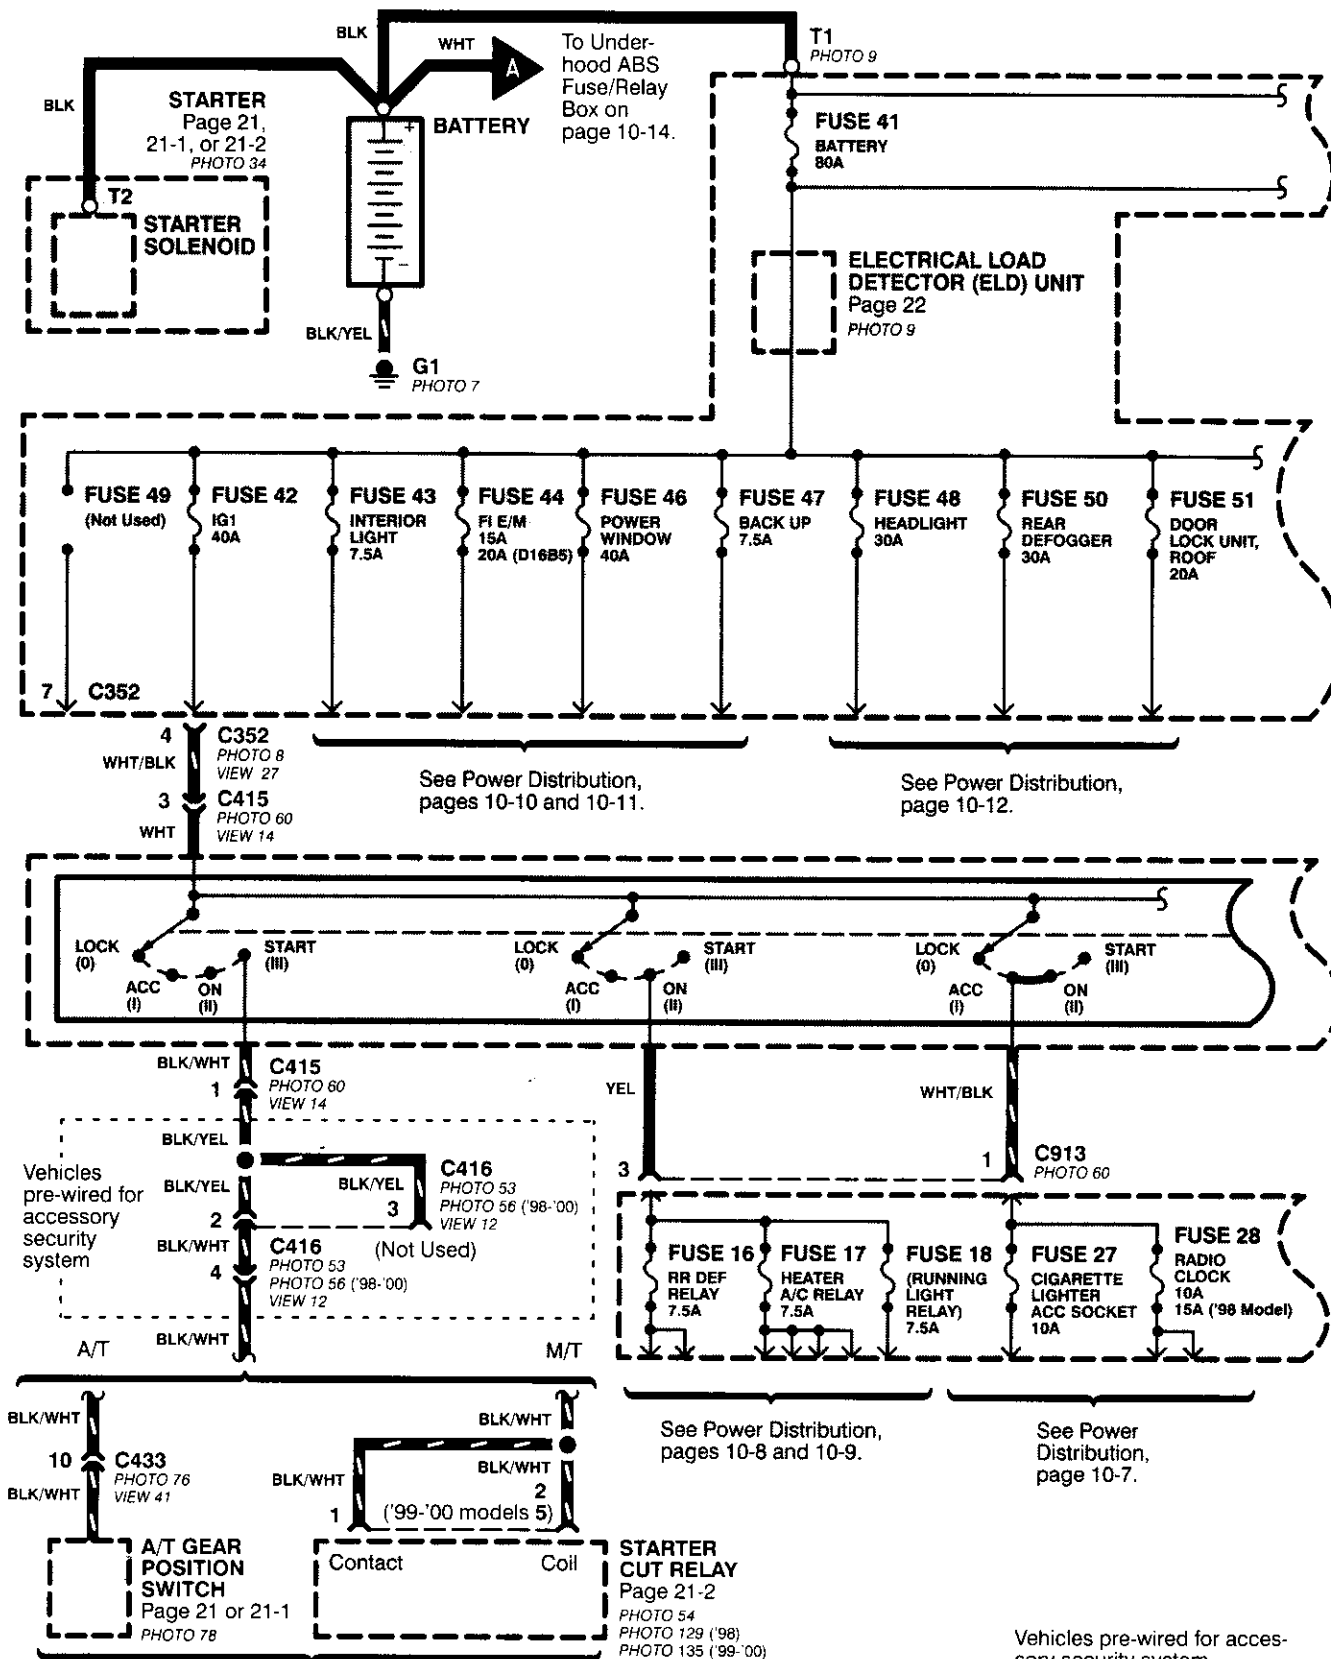 BLK
WHT
A
To Under-
hood ABS
Fuse/Relay
Box on
page 10-14.
T1
PHOTO 9
BLK
STARTER
Page 21,
21-1, or 21-2
PHOTO 34
+
BATTERY
FUSE 41
BATTERY
80A
T2
STARTER
SOLENOID
-
ELECTRICAL LOAD
DETECTOR (ELD) UNIT
Page 22
PHOTO 9
BLK/YEL
G1
PHOTO 7
FUSE 49
(Not Used)
FUSE 42
IG1
40A
FUSE 43
INTERIOR
LIGHT
7.5A
FUSE 44
FI E/M
15A
20A (D16B5)
FUSE 46
POWER
WINDOW
40A
FUSE 47
BACK UP
7.5A
FUSE 48
HEADLIGHT
30A
FUSE 50
REAR
DEFOGGER
30A
FUSE 51
DOOR
LOCK UNIT,
ROOF
20A
7 C352
4 C352
PHOTO 8
VIEW 27
WHT/BLK
3 C415
PHOTO 60
VIEW 14
WHT
See Power Distribution,
pages 10-10 and 10-11.
See Power Distribution,
page 10-12.
LOCK
(0)
ACC
(I)
ON
(II)
START
(III)
LOCK
(0)
ACC
(I)
ON
(II)
START
(III)
LOCK
(0)
ACC
(I)
ON
(II)
START
(III)
BLK/WHT
1 C415
PHOTO 60
VIEW 14
YEL
WHT/BLK
Vehicles
pre-wired for
accessory
security
system
BLK/YEL
BLK/YEL
BLK/YEL
2
3
C416
PHOTO 53
PHOTO 56 ('98-'00)
VIEW 12
(Not Used)
BLK/WHT
4
C416
PHOTO 53
PHOTO 56 ('98-'00)
VIEW 12
3
1 C913
PHOTO 60
FUSE 16
RR DEF
RELAY
7.5A
FUSE 17
HEATER
A/C RELAY
7.5A
FUSE 18
(RUNNING
LIGHT
RELAY)
7.5A
FUSE 27
CIGARETTE
LIGHTER
ACC SOCKET
10A
FUSE 28
RADIO
CLOCK
10A
15A ('98 Model)
A/T
BLK/WHT
M/T
See Power Distribution,
pages 10-8 and 10-9.
See Power
Distribution,
page 10-7.
BLK/WHT
10 C433
PHOTO 76
VIEW 41
BLK/WHT
BLK/WHT
BLK/WHT
BLK/WHT
1
2
('99-'00 models 5)
A/T GEAR
POSITION
SWITCH
Page 21 or 21-1
PHOTO 78
Contact
Coil
STARTER
CUT RELAY
Page 21-2
PHOTO 54
PHOTO 129 ('98)
PHOTO 135 ('99-'00)
Vehicles pre-wired for acces-
sory security system